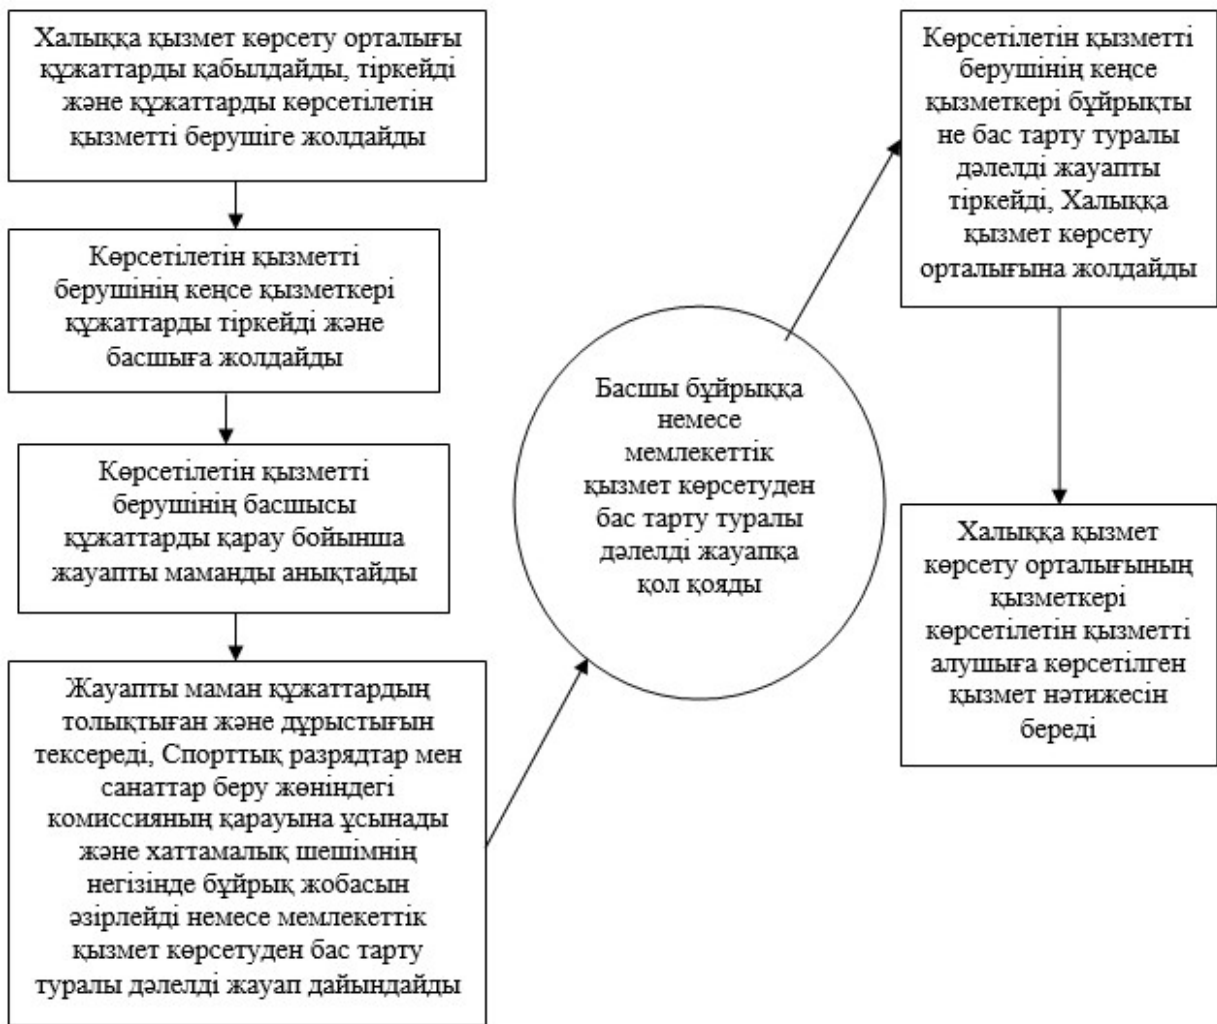 Халыққа қызмет көрсету орталығы
құжаттарды қабылдайды, тіркейді
және құжаттарды көрсетілетін
қызметті берушіге жолдайды
Көрсетілетін қызметті
берушінің кеңсе қызметкері
құжаттарды тіркейді және
басшыға жолдайды
Көрсетілетін қызметті
берушінің басшысы
құжаттарды қарау бойынша
жауапты маманды анықтайды
Жауапты маман құжаттардың
толықтыған және дұрыстығын
тексереді, Спорттық разрядтар мен
санаттар беру жөніндегі
комиссияның қарауына ұсынады
және хаттамалық шешімнің
негізінде бұйрық жобасын
әзірлейді немесе мемлекеттік
қызмет көрсетуден бас тарту
туралы дәлелді жауап дайындайды
Басшы бұйрыққа
немесе
мемлекеттік
қызмет көрсетуден
бас тарту туралы
дәлелді жауапқа
қол қояды
Көрсетілетін қызметті
берушінің кеңсе
қызметкері бұйрықты
не бас тарту туралы
дәлелді жауапты
тіркейді, Халыққа
қызмет көрсету
орталығына жолдайды
Халыққа қызмет
көрсету орталығының
қызметкері
көрсетілетін қызметті
алушыға көрсетілген
қызмет нәтижесін
береді